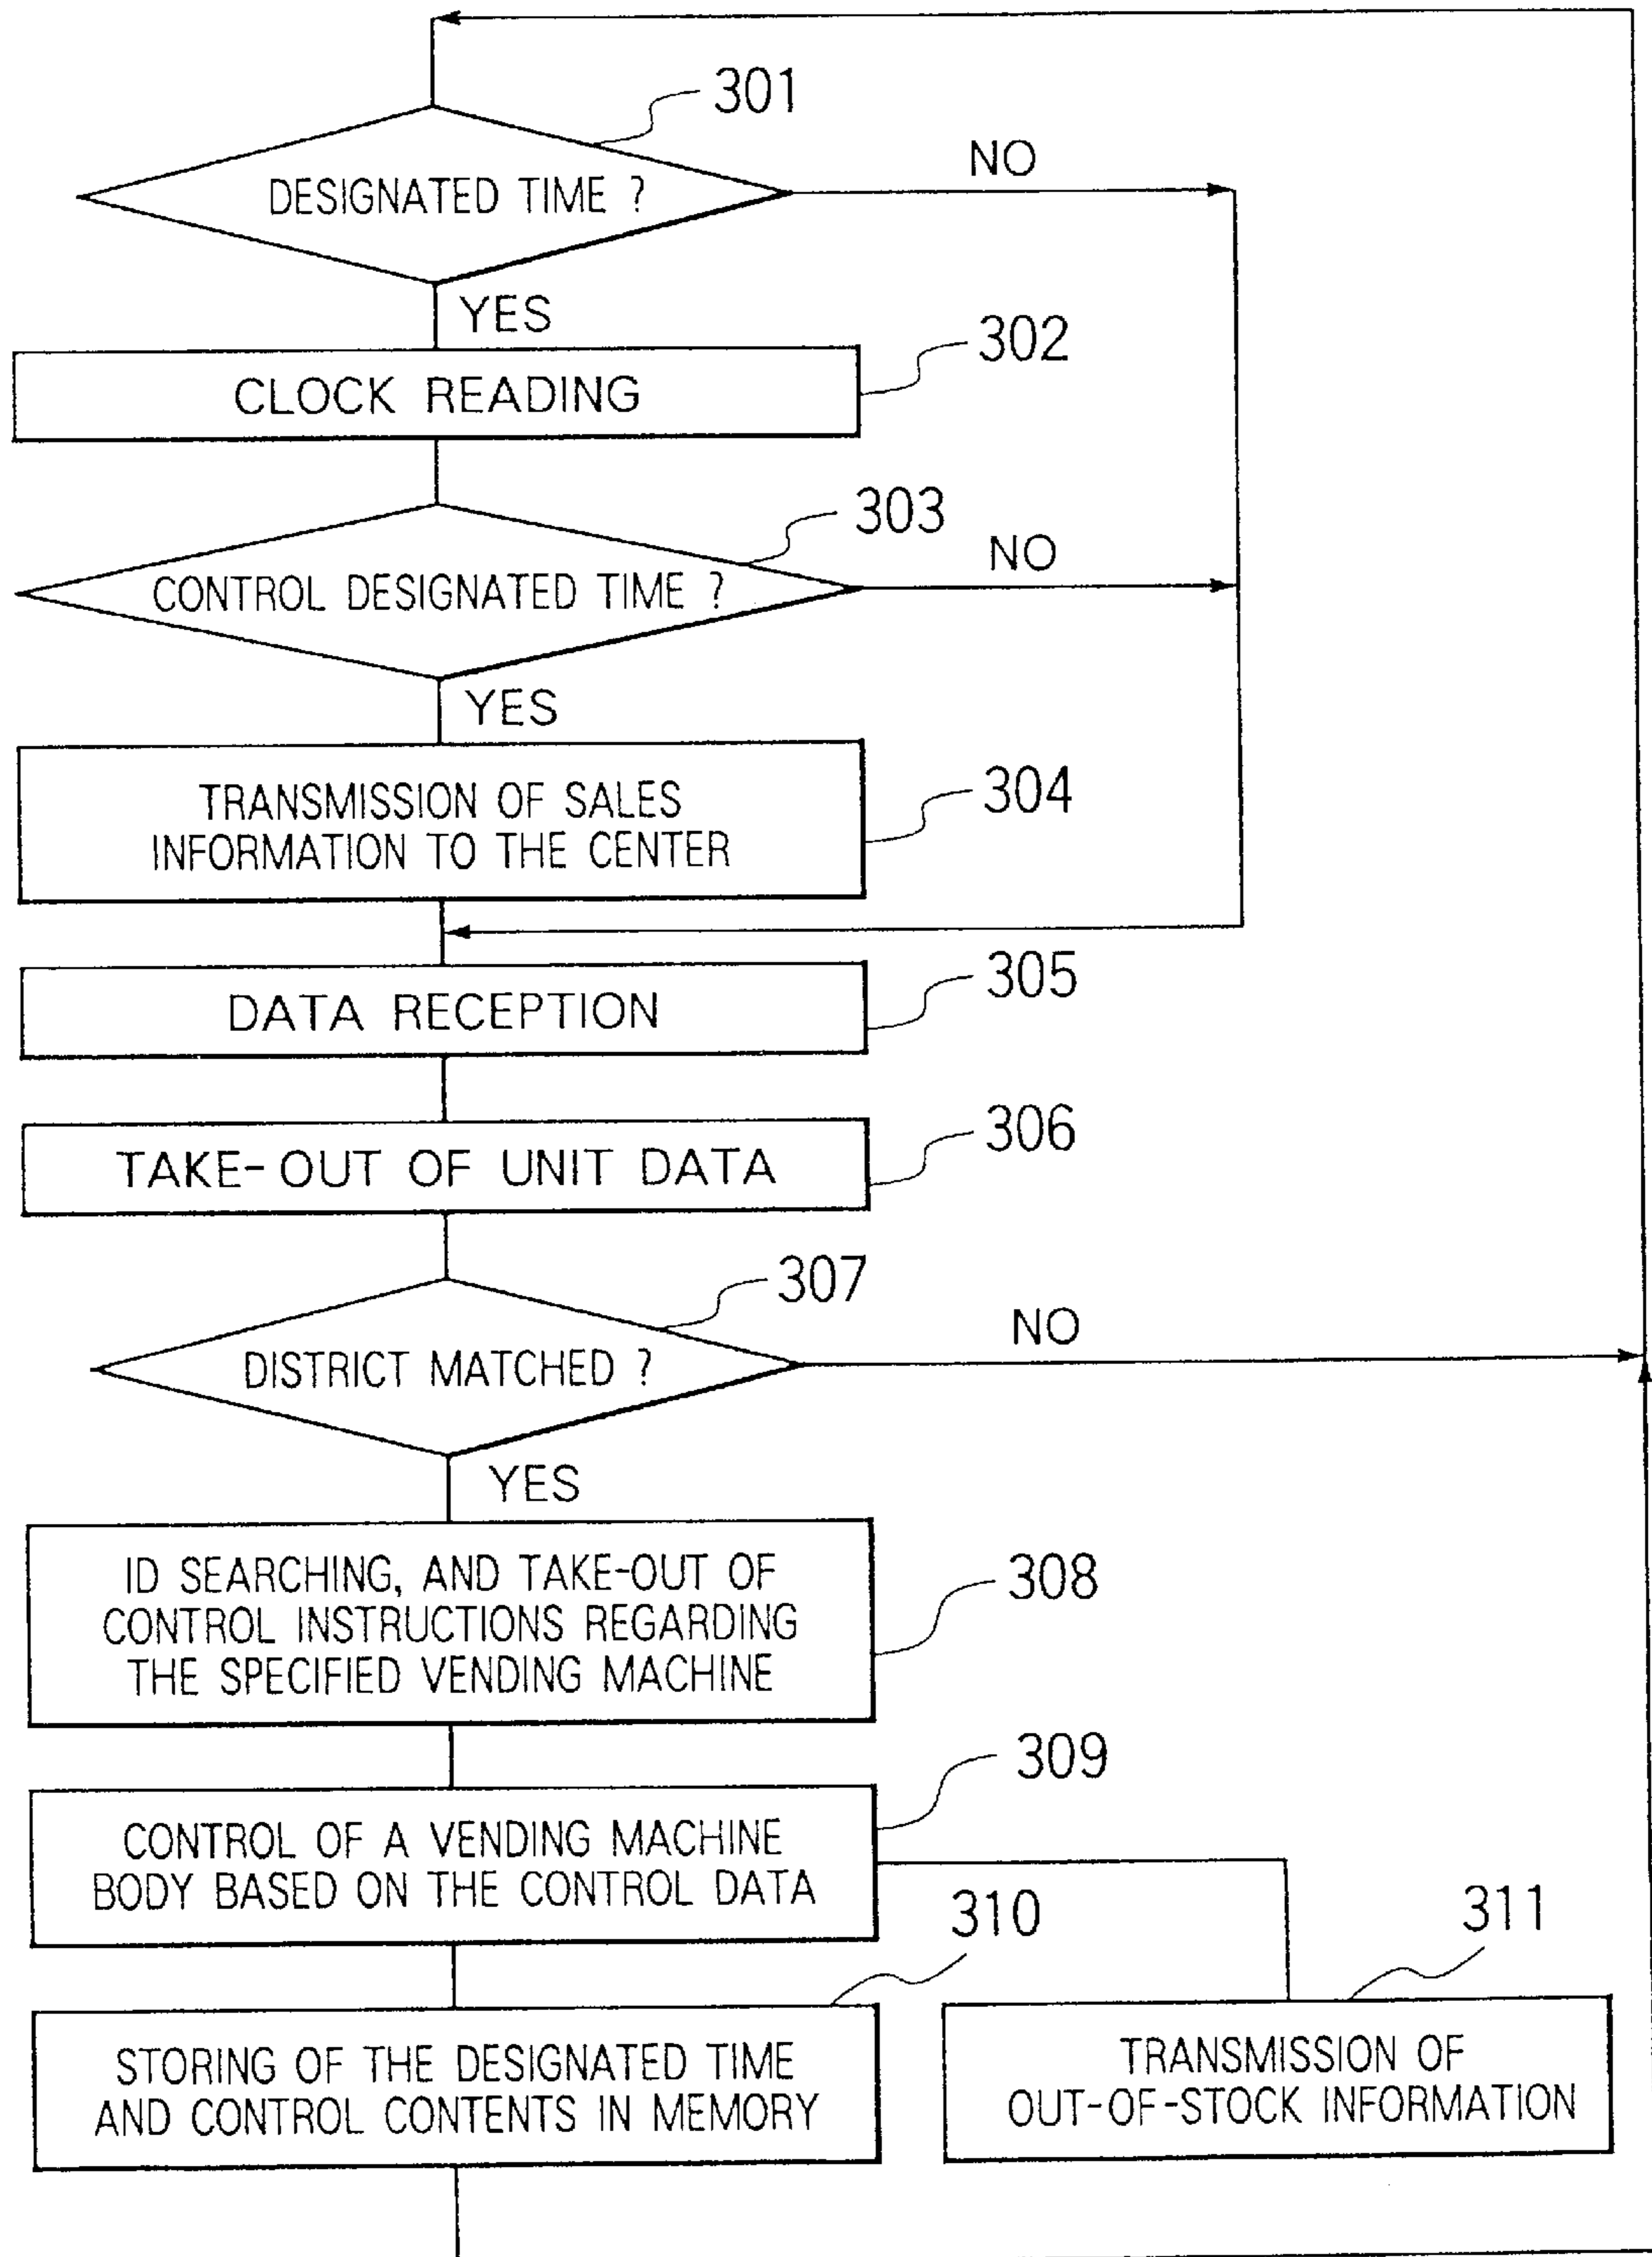 301
DESIGNATED TIME ?
NO
YES
302
CLOCK READING
303
CONTROL DESIGNATED TIME ?
NO
YES
304
TRANSMISSION OF SALES
INFORMATION TO THE CENTER
305
DATA RECEPTION
306
TAKE-OUT OF UNIT DATA
307
DISTRICT MATCHED ?
NO
YES
308
ID SEARCHING, AND TAKE-OUT OF
CONTROL INSTRUCTIONS REGARDING
THE SPECIFIED VENDING MACHINE
309
CONTROL OF A VENDING MACHINE
BODY BASED ON THE CONTROL DATA
310
STORING OF THE DESIGNATED TIME
AND CONTROL CONTENTS IN MEMORY
311
TRANSMISSION OF
OUT-OF-STOCK INFORMATION